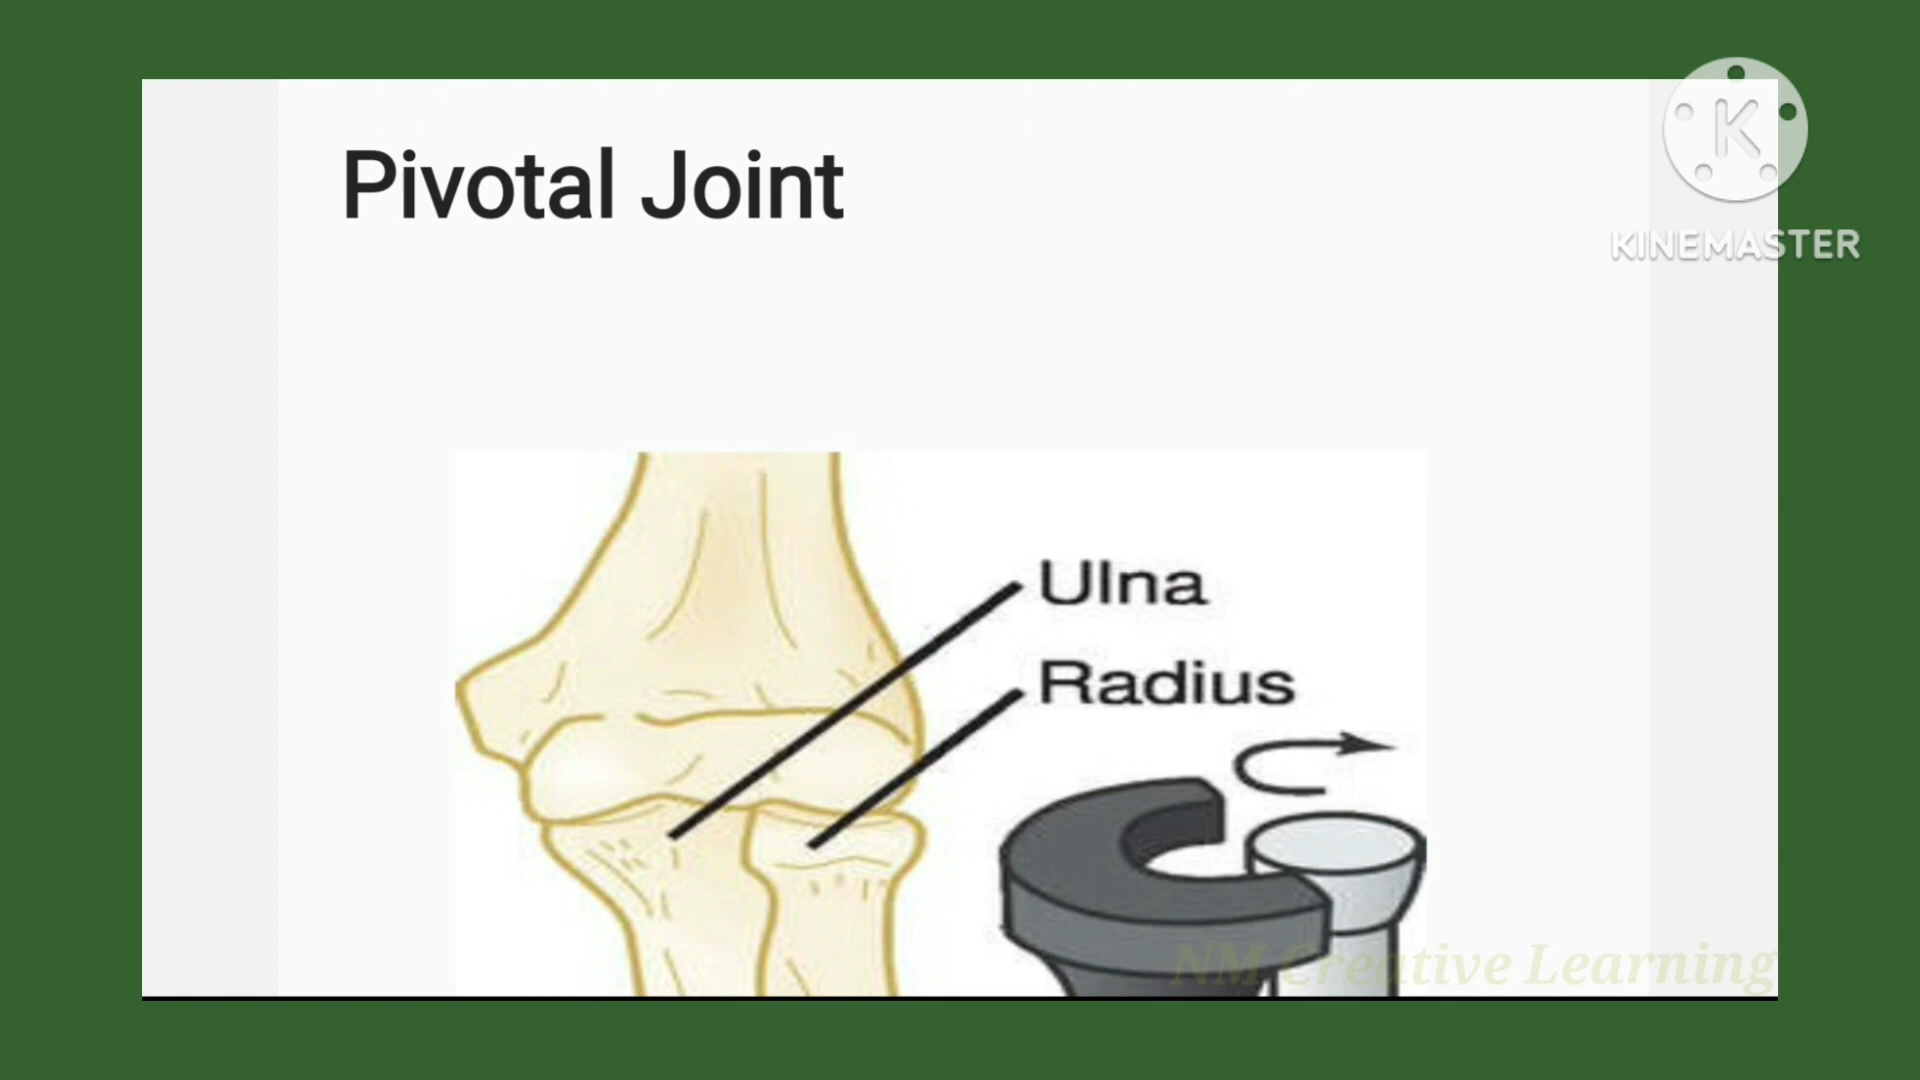 Pivotal Joint
K
KINEMASTER
Ulna
Radius
NM Creative Learning